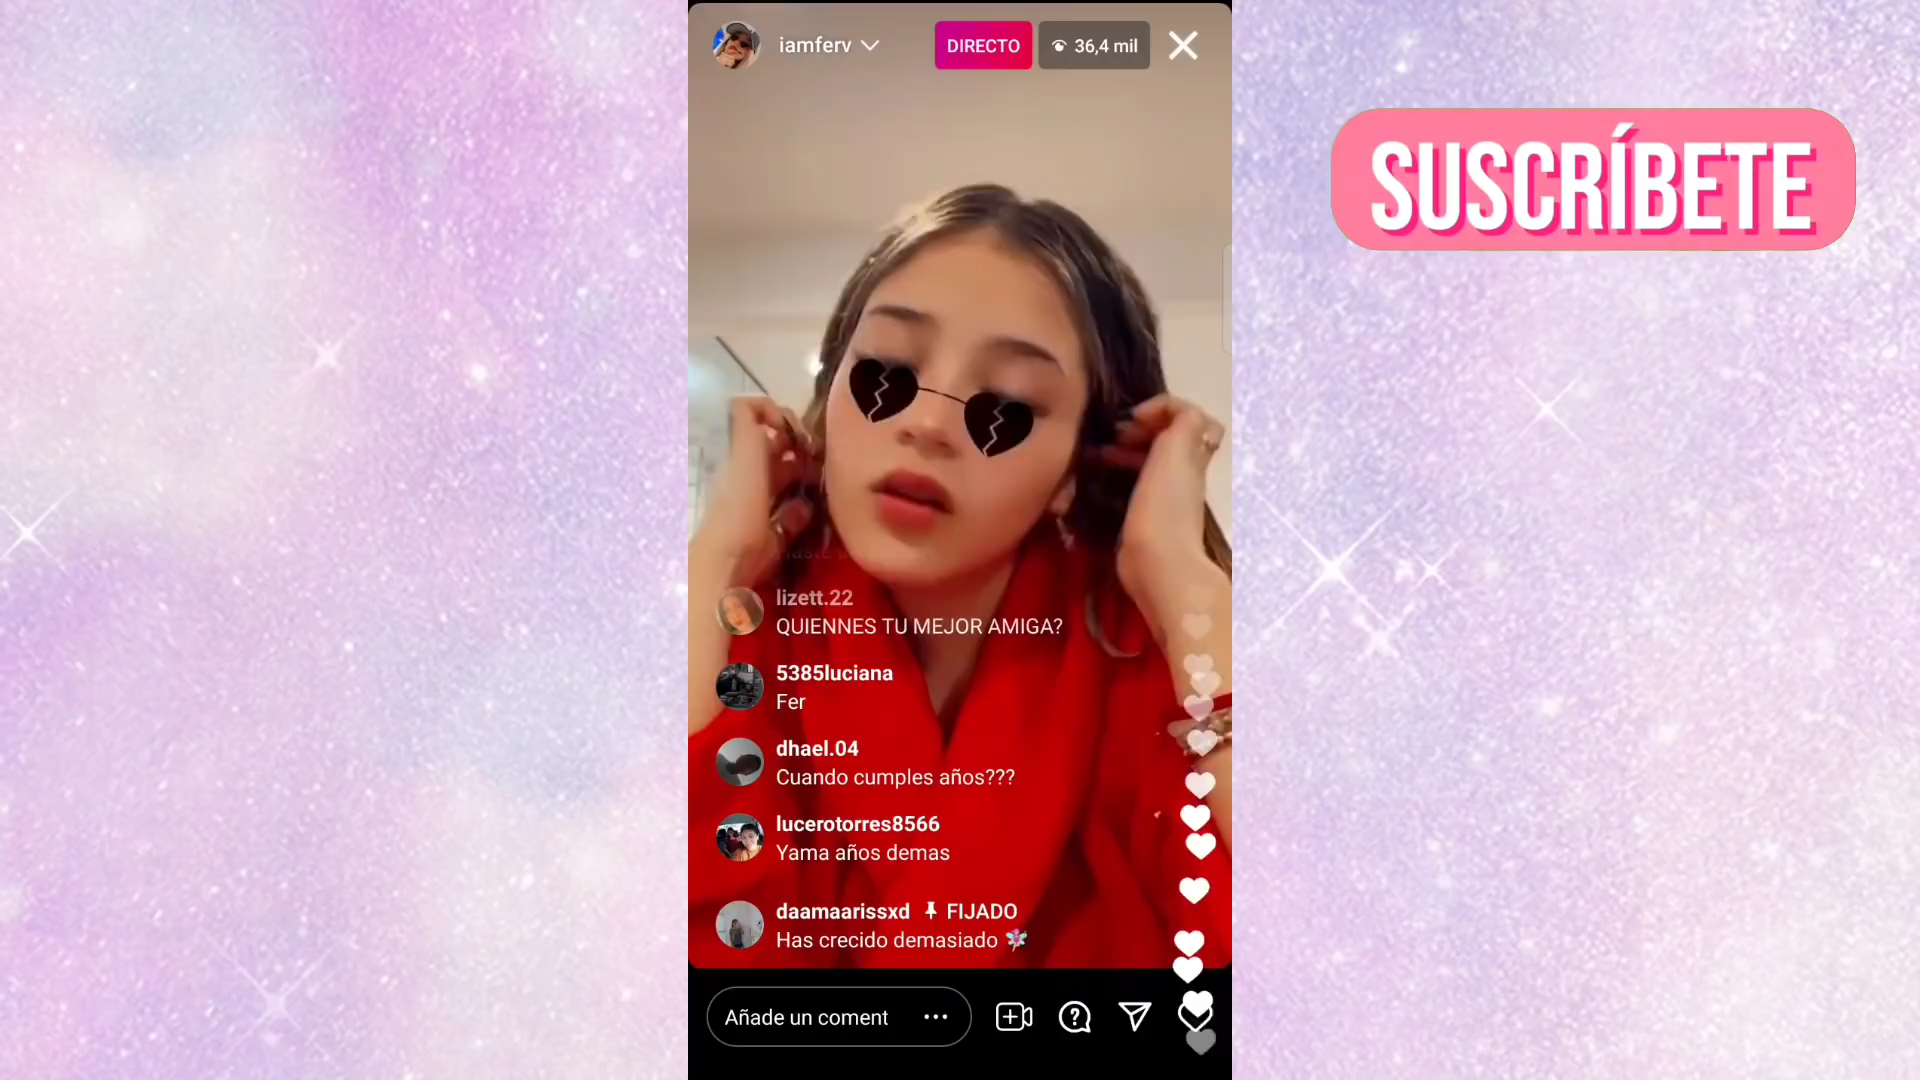 iamferv
DIRECTO
36,4 mil
SUSCRÍBETE
lizett.22
QUIENNES TU MEJOR AMIGA?
5385luciana
Fer
dhael.04
Cuando cumples años???
lucerotorres8566
Yama años demas
daamaarissxd FIJADO
Has crecido demasiado 🧚
Añade un coment